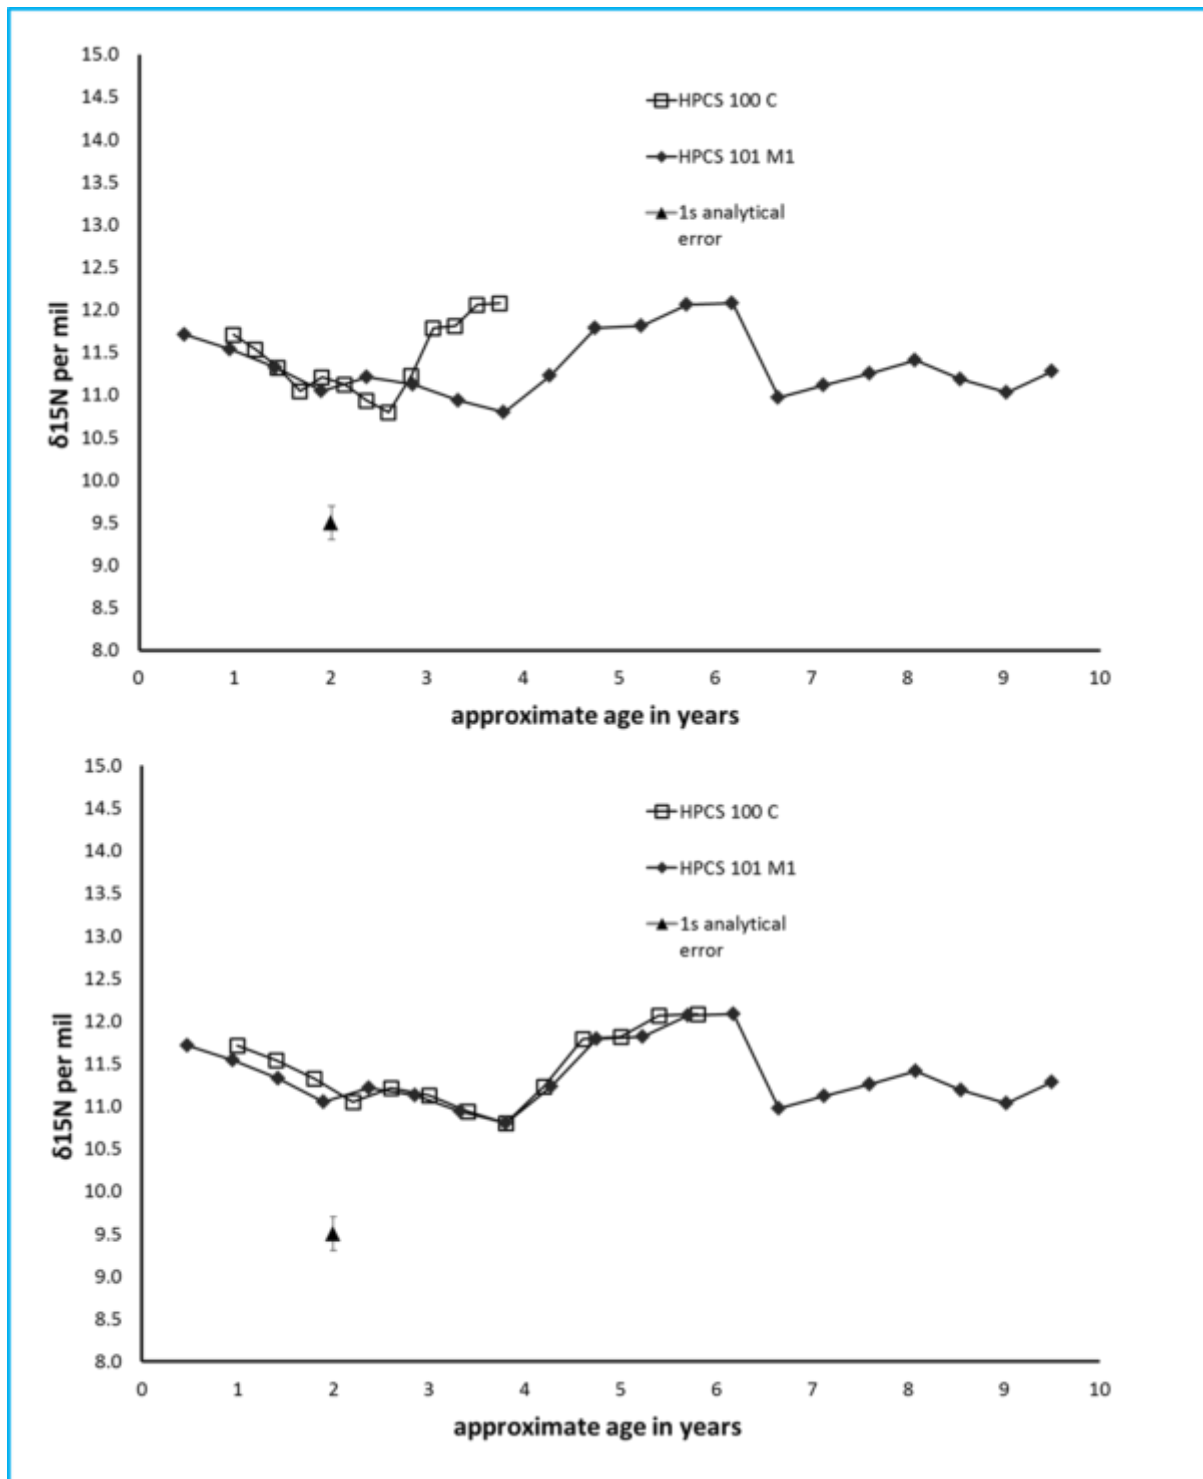 15.0
14.5
14.0
13.5
13.0
12.5
12.0
11.5
11.0
10.5
10.0
9.5
9.0
8.5
8.0
δ15N per mil
HPCS 100 C
HPCS 101 M1
1s analytical
error
0 1 2 3 4 5 6 7 8 9 10
approximate age in years
15.0
14.5
14.0
13.5
13.0
12.5
12.0
11.5
11.0
10.5
10.0
9.5
9.0
8.5
8.0
δ15N per mil
HPCS 100 C
HPCS 101 M1
1s analytical
error
0 1 2 3 4 5 6 7 8 9 10
approximate age in years